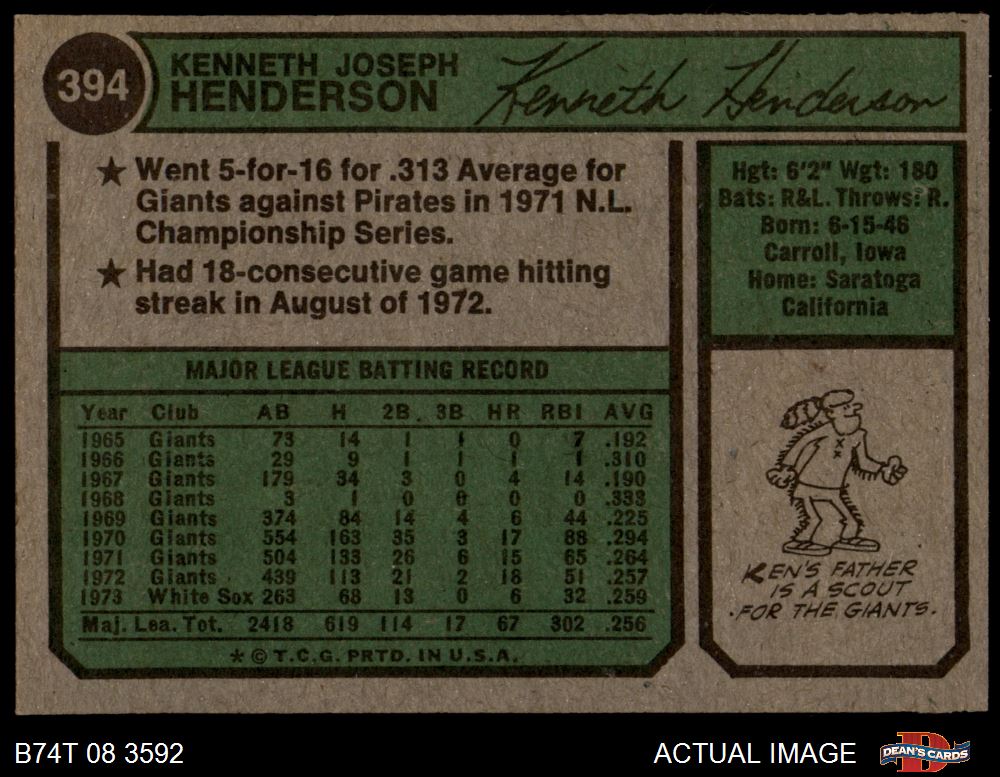 394
KENNETH JOSEPH
HENDERSON
Kenneth Henderson
★ Went 5-for-16 for .313 Average for
Giants against Pirates in 1971 N.L.
Championship Series.
★ Had 18-consecutive game hitting
streak in August of 1972.
Hgt: 6'2" Wgt: 180
Bats: R&L. Throws: R.
Born: 6-15-46
Carroll, Iowa
Home: Saratoga
California
MAJOR LEAGUE BATTING RECORD
Year Club AB H 2B. 3B HR RBI AVG
1965 Giants 73 14 1 1 0 7 .192
1966 Giants 29 9 1 1 1 1 .310
1967 Giants 179 34 3 0 4 14 .190
1968 Giants 3 1 0 0 0 0 .333
1969 Giants 374 84 14 4 6 44 .225
1970 Giants 554 163 35 3 17 88 .294
1971 Giants 504 133 26 6 15 65 .264
1972 Giants 439 113 21 2 18 51 .257
1973 White Sox 263 68 13 0 6 32 .259
Maj. Lea. Tot. 2418 619 114 17 67 302 .256
* © T.C.G. PRTD. IN U.S.A.
KEN'S FATHER
IS A SCOUT
FOR THE GIANTS.
B74T 08 3592
ACTUAL IMAGE
DEAN'S CARDS